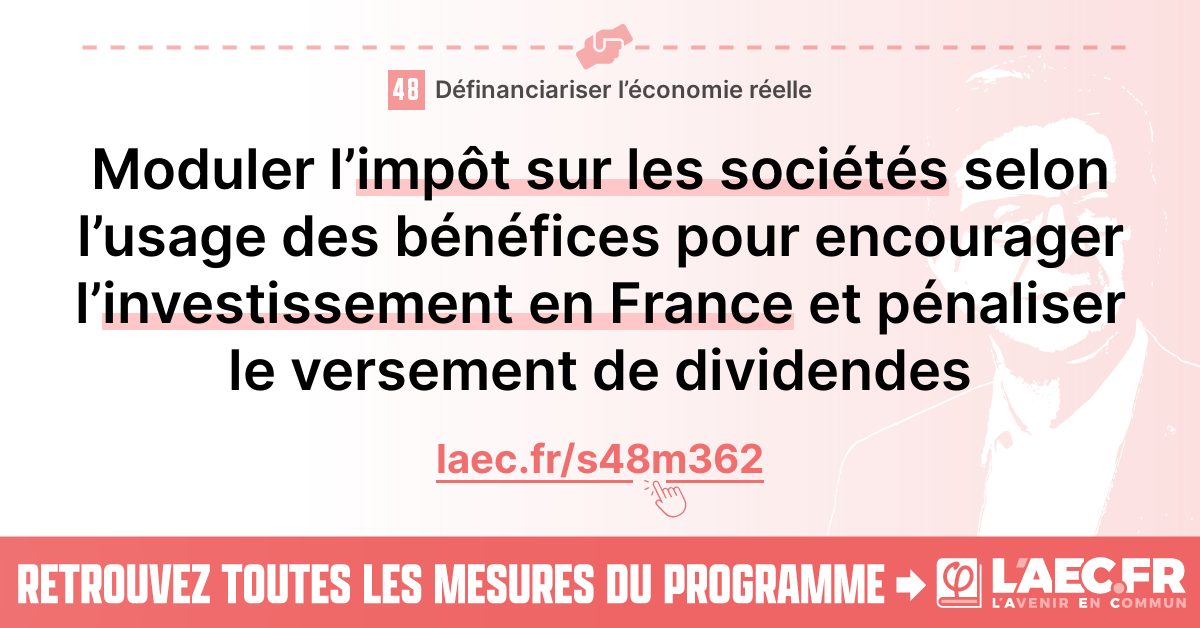 48 Définanciariser l’économie réelle
Moduler l’impôt sur les sociétés selon
l’usage des bénéfices pour encourager
l’investissement en France et pénaliser
le versement de dividendes
laec.fr/s48m362
RETROUVEZ TOUTES LES MESURES DU PROGRAMME → φ L'AEC.FR
L'AVENIR EN COMMUN